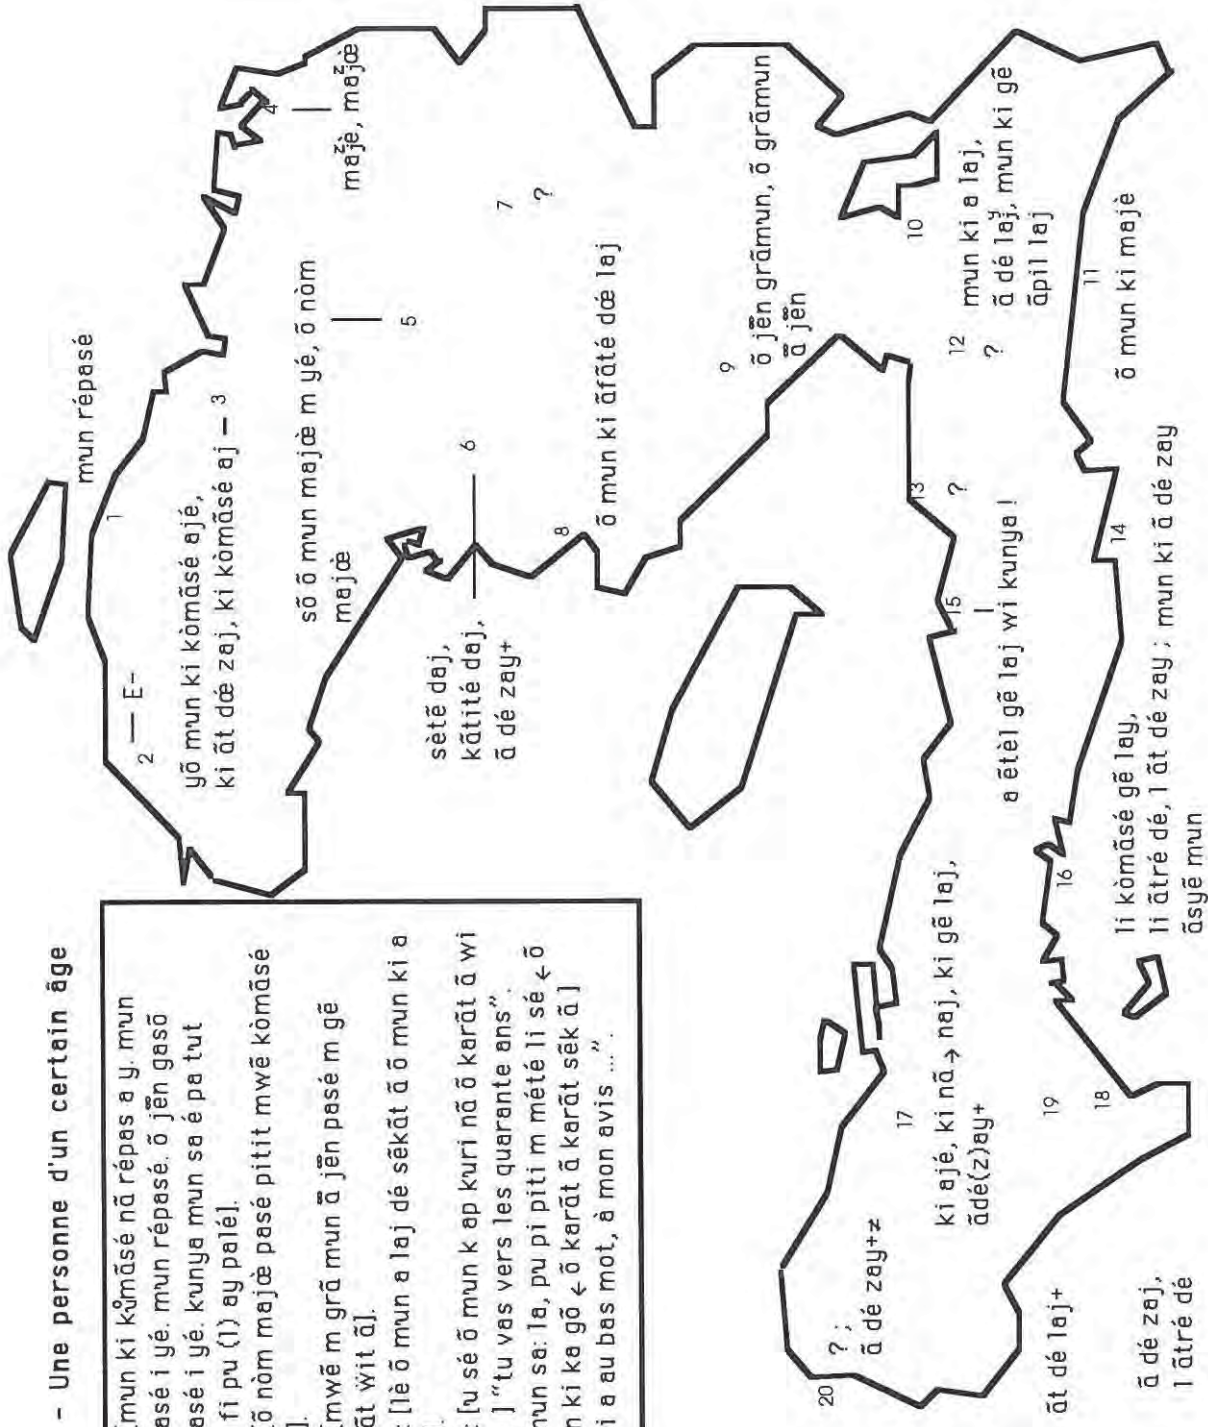 - Une personne d'un certain âge
[mun ki kůmãsé nã répas a y. mun
asé i yé. mun répasé. õ jẽn gasõ
asé i yé. kunya mun sa é pa tut
fi pu (l) ay palé].
[õ nòm majœ̀ pasé pitit mwẽ kòmãsé
].
[mwẽ m grã mun ã jẽn pasé m gẽ
ãt wit ã].
: [lè õ mun a laj dé sẽkãt ã õ mun ki a
: [u sé õ mun k ap kuri nã õ karãt ã wi
] "tu vas vers les quarante ans".
mun sa: la, pu pi piti m mété li sé ← õ
n ki ka gõ ← õ karãt ã karãt sẽk ã]
i a au bas mot, à mon avis ...".
mun répasé
1
2 — E-
yõ mun ki kòmãsé ajé,
ki ãt dœ́ zaj, ki kòmãsé aj — 3
4
mazjè, mazjœ̀
sõ õ mun majœ̀ m yé, õ nòm
majœ̀
5
sètẽ daj,
kãtité daj,
ã dé zay+
6
7
?
8
õ mun ki ãfãté dœ́ laj
9
õ jẽn grãmun, õ grãmun
ã jẽn
10
mun ki a laj,
ã dé laj, mun ki gẽ
ãpil laj
11
õ mun ki majè
12
?
13
?
14
li kòmãsé gẽ lay,
li ãtré dé, l ãt dé zay ; mun ki ã dé zay
ãsyẽ mun
15
a ẽtèl gẽ laj wi kunya !
16
17
ki ajé, ki nã→ naj, ki gẽ laj,
ãdé(z)ay+
18
19
ãt dé laj+
ã dé zaj,
l ãtré dé
20
? ;
ã dé zay+≠